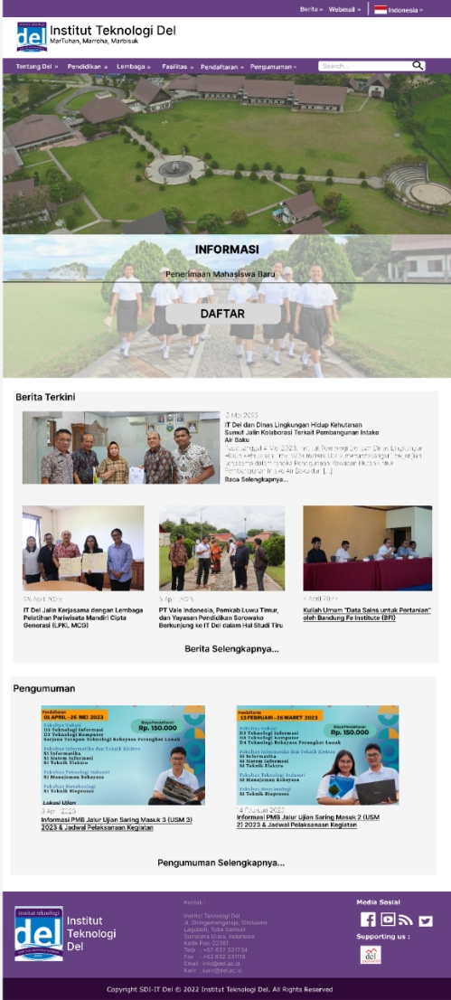 Berita » Webmail » Indonesia »
del Institut Teknologi Del
MarTuhan, Marroha, Marbisuk
Tentang Del » Pendidikan » Lembaga » Fasilitas » Pendaftaran » Pengumuman » Search...
INFORMASI
Penerimaan Mahasiswa Baru
DAFTAR
Berita Terkini
Mei 2023
IT Del dan Dinas Lingkungan Hidup Kehutanan
Sumut Jalin Kolaborasi Terkait Pembangunan Intake
Air Baku
Pada tanggal 4 Mei 2023, Institut Teknologi Del dan Dinas Lingkungan
Pembangunan Intake Air Baku dan [...]
Baca Selengkapnya...
April 2023
IT Del Jalin Kerjasama dengan Lembaga
Pelatihan Pariwisata Mandiri Cipta
Generasi (LPKL MCG)
April 2023
PT Vale Indonesia, Pemkab Luwu Timur,
dan Yayasan Pendidikan Sorowako
Berkunjung ke IT Del dalam Hal Studi Tiru
April 2023
Kuliah Umum "Data Sains untuk Pertanian"
oleh Bandung Fe Institute (BFI)
Berita Selengkapnya...
Pengumuman
Pendaftaran
01 APRIL - 26 MEI 2023
Biaya Pendaftaran
Rp. 150.000
Fakultas Vokasi
D3 Teknologi Informasi
D3 Teknologi Komputer
Sarjana Terapan Teknologi Rekayasa Perangkat Lunak
Fakultas Informatika dan Teknik Elektro
S1 Informatika
S1 Sistem Informasi
S1 Teknik Elektro
Fakultas Teknologi Industri
S1 Manajemen Rekayasa
Fakultas Bioteknologi
S1 Teknik Bioproses
Lokasi Ujian
3 Apr 2023
Informasi PMB Jalur Ujian Saring Masuk 3 (USM 3)
2023 & Jadwal Pelaksanaan Kegiatan
Pendaftaran
13 FEBRUARI - 26 MARET 2023
Biaya Pendaftaran
Rp. 150.000
Fakultas Vokasi
D3 Teknologi Informasi
D3 Teknologi Komputer
D4 Teknologi Rekayasa Perangkat Lunak
Fakultas Informatika dan Teknik Elektro
S1 Informatika
S1 Sistem Informasi
S1 Teknik Elektro
Fakultas Teknologi Industri
S1 Manajemen Rekayasa
Fakultas Bioteknologi
S1 Teknik Bioproses
14 Februari 2023
Informasi PMB Jalur Ujian Saring Masuk 2 (USM
2) 2023 & Jadwal Pelaksanaan Kegiatan
Pengumuman Selengkapnya...
del
Institut
Teknologi
Del
Kontak :
Institut Teknologi Del
Jl. Sisingamangaraja, Sitoluama
Laguboti, Toba Samosir
Sumatera Utara, Indonesia
Kode Pos: 22381
Telp : +62 632 331234
Fax : +62 632 331116
Email : info@del.ac.id
Karir : karir@del.ac.id
Media Sosial
Supporting us :
del
Copyright SDI-IT Del © 2022 Institut Teknologi Del. All Rights Reserved